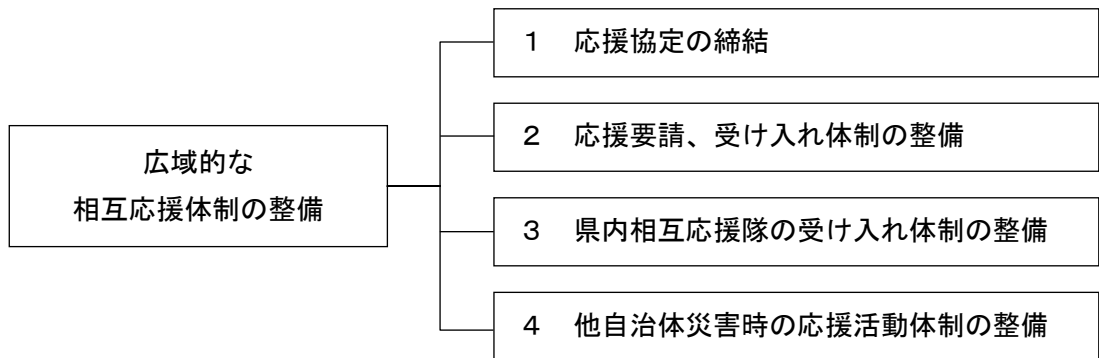 広域的な
相互応援体制の整備
１　応援協定の締結
２　応援要請、受け入れ体制の整備
３　県内相互応援隊の受け入れ体制の整備
４　他自治体災害時の応援活動体制の整備